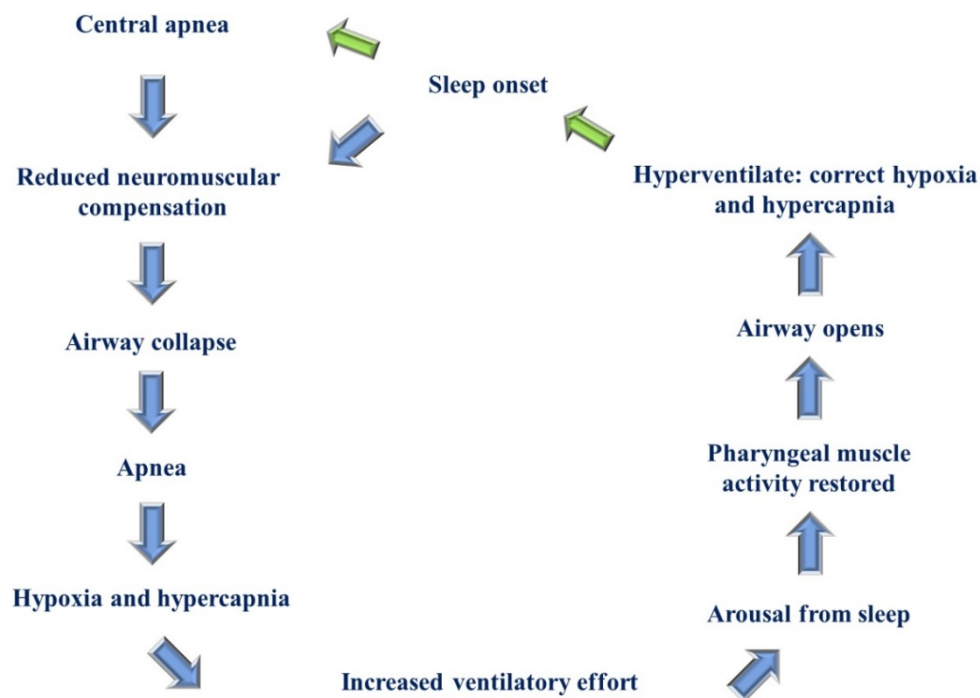 Central apnea
Sleep onset
Reduced neuromuscular
compensation
Airway collapse
Apnea
Hypoxia and hypercapnia
Increased ventilatory effort
Arousal from sleep
Pharyngeal muscle
activity restored
Airway opens
Hyperventilate: correct hypoxia
and hypercapnia